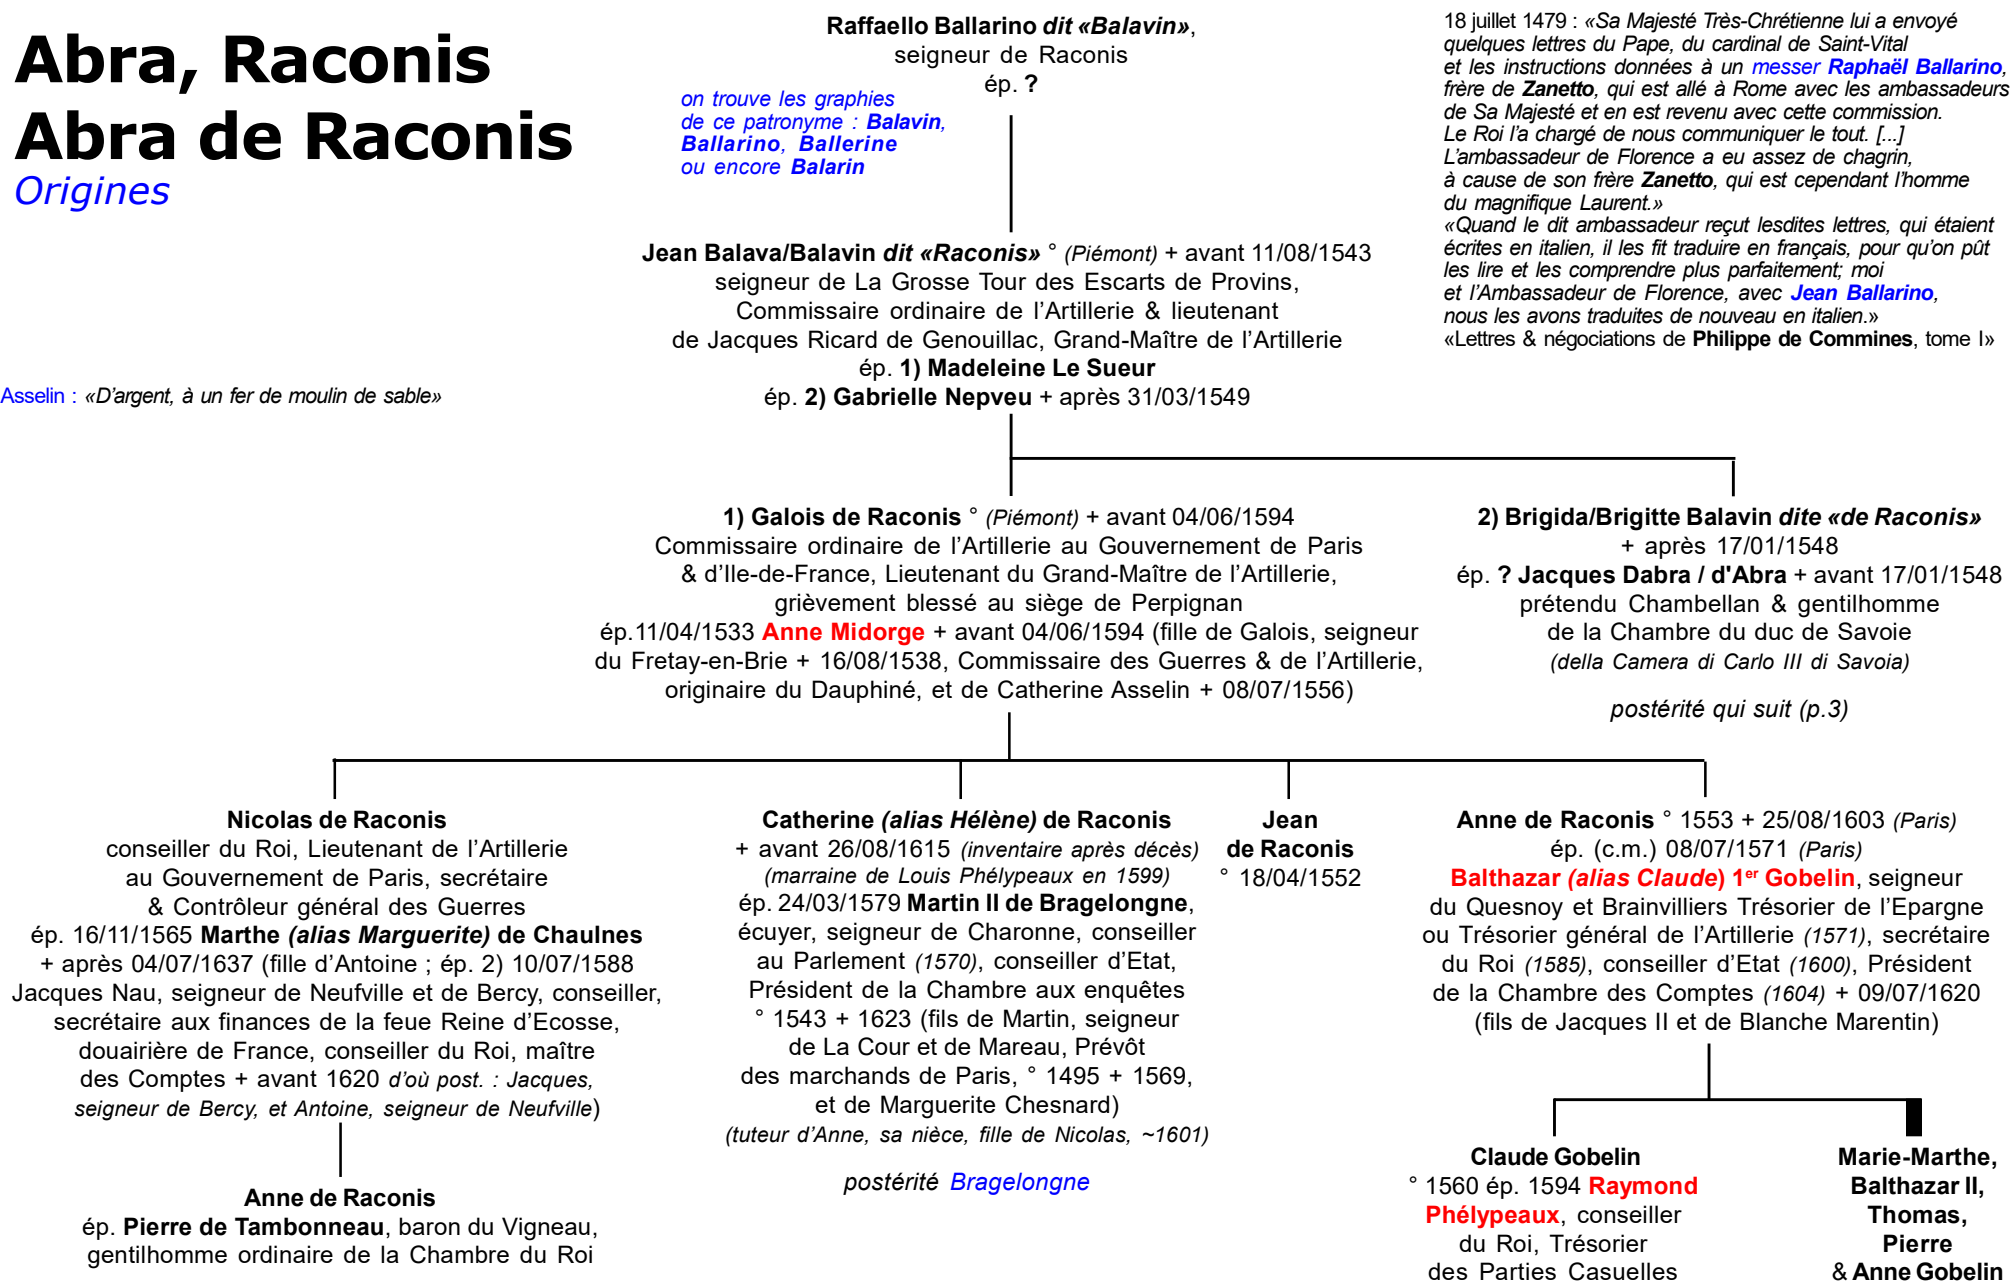 Abra, Raconis
Abra de Raconis
Origines
Raffaello Ballarino dit «Balavin»,
seigneur de Raconis
ép. ?
on trouve les graphies
de ce patronyme : Balavin,
Ballarino, Ballerine
ou encore Balarin
18 juillet 1479 : «Sa Majesté Très-Chrétienne lui a envoyé
quelques lettres du Pape, du cardinal de Saint-Vital
et les instructions données à un messer Raphaël Ballarino,
frère de Zanetto, qui est allé à Rome avec les ambassadeurs
de Sa Majesté et en est revenu avec cette commission.
Le Roi l’a chargé de nous communiquer le tout. [...]
L’ambassadeur de Florence a eu assez de chagrin,
à cause de son frère Zanetto, qui est cependant l’homme
du magnifique Laurent.»
«Quand le dit ambassadeur reçut lesdites lettres, qui étaient
écrites en italien, il les fit traduire en français, pour qu’on pût
les lire et les comprendre plus parfaitement; moi
et l’Ambassadeur de Florence, avec Jean Ballarino,
nous les avons traduites de nouveau en italien.»
«Lettres & négociations de Philippe de Commines, tome I»
Jean Balava/Balavin dit «Raconis» ° (Piémont) + avant 11/08/1543
seigneur de La Grosse Tour des Escarts de Provins,
Commissaire ordinaire de l’Artillerie & lieutenant
de Jacques Ricard de Genouillac, Grand-Maître de l’Artillerie
ép. 1) Madeleine Le Sueur
ép. 2) Gabrielle Nepveu + après 31/03/1549
Asselin : «D’argent, à un fer de moulin de sable»
1) Galois de Raconis ° (Piémont) + avant 04/06/1594
Commissaire ordinaire de l’Artillerie au Gouvernement de Paris
& d’Ile-de-France, Lieutenant du Grand-Maître de l’Artillerie,
grièvement blessé au siège de Perpignan
ép.11/04/1533 Anne Midorge + avant 04/06/1594 (fille de Galois, seigneur
du Fretay-en-Brie + 16/08/1538, Commissaire des Guerres & de l’Artillerie,
originaire du Dauphiné, et de Catherine Asselin + 08/07/1556)
2) Brigida/Brigitte Balavin dite «de Raconis»
+ après 17/01/1548
ép. ? Jacques Dabra / d'Abra + avant 17/01/1548
prétendu Chambellan & gentilhomme
de la Chambre du duc de Savoie
(della Camera di Carlo III di Savoia)
postérité qui suit (p.3)
Nicolas de Raconis
conseiller du Roi, Lieutenant de l’Artillerie
au Gouvernement de Paris, secrétaire
& Contrôleur général des Guerres
ép. 16/11/1565 Marthe (alias Marguerite) de Chaulnes
+ après 04/07/1637 (fille d’Antoine ; ép. 2) 10/07/1588
Jacques Nau, seigneur de Neufville et de Bercy, conseiller,
secrétaire aux finances de la feue Reine d’Ecosse,
douairière de France, conseiller du Roi, maître
des Comptes + avant 1620 d’où post. : Jacques,
seigneur de Bercy, et Antoine, seigneur de Neufville)
Anne de Raconis
ép. Pierre de Tambonneau, baron du Vigneau,
gentilhomme ordinaire de la Chambre du Roi
Catherine (alias Hélène) de Raconis
+ avant 26/08/1615 (inventaire après décès)
(marraine de Louis Phélypeaux en 1599)
ép. 24/03/1579 Martin II de Bragelongne,
écuyer, seigneur de Charonne, conseiller
au Parlement (1570), conseiller d’Etat,
Président de la Chambre aux enquêtes
° 1543 + 1623 (fils de Martin, seigneur
de La Cour et de Mareau, Prévôt
des marchands de Paris, ° 1495 + 1569,
et de Marguerite Chesnard)
(tuteur d’Anne, sa nièce, fille de Nicolas, ~1601)
postérité Bragelongne
Jean
de Raconis
° 18/04/1552
Anne de Raconis ° 1553 + 25/08/1603 (Paris)
ép. (c.m.) 08/07/1571 (Paris)
Balthazar (alias Claude) 1er Gobelin, seigneur
du Quesnoy et Brainvilliers Trésorier de l’Epargne
ou Trésorier général de l’Artillerie (1571), secrétaire
du Roi (1585), conseiller d’Etat (1600), Président
de la Chambre des Comptes (1604) + 09/07/1620
(fils de Jacques II et de Blanche Marentin)
Claude Gobelin
° 1560 ép. 1594 Raymond
Phélypeaux, conseiller
du Roi, Trésorier
des Parties Casuelles
Marie-Marthe,
Balthazar II,
Thomas,
Pierre
& Anne Gobelin